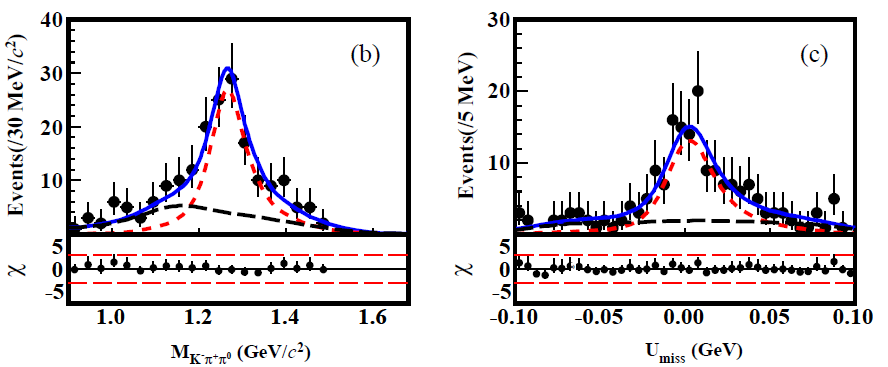 40
30
20
10
Events(/30 MeV/c²)
(b)
5
0
-5
χ
1.0 1.2 1.4 1.6
M_K⁻π⁺π⁰ (GeV/c²)
30
20
10
Events(/5 MeV)
(c)
5
0
-5
χ
-0.10 -0.05 0.00 0.05 0.10
U_miss (GeV)